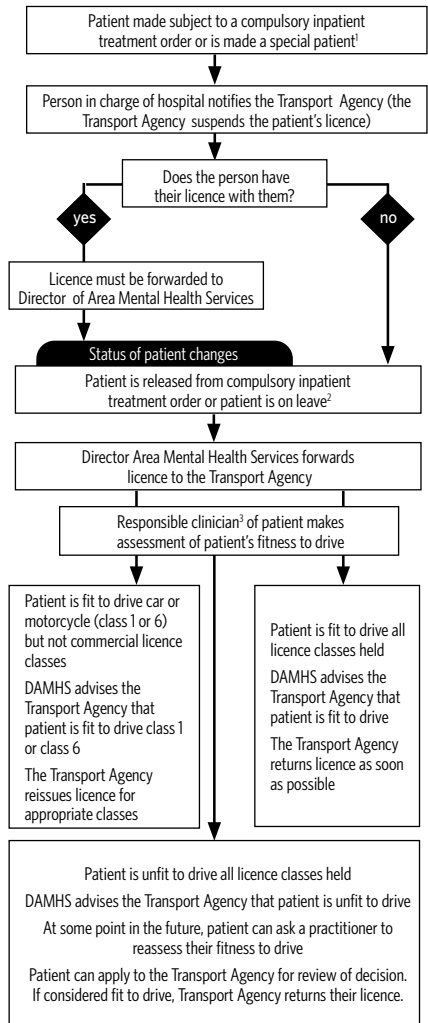 Patient made subject to a compulsory inpatient
treatment order or is made a special patient¹
Person in charge of hospital notifies the Transport Agency (the
Transport Agency suspends the patient's licence)
Does the person have
their licence with them?
yes
no
Licence must be forwarded to
Director of Area Mental Health Services
Status of patient changes
Patient is released from compulsory inpatient
treatment order or patient is on leave²
Director Area Mental Health Services forwards
licence to the Transport Agency
Responsible clinician³ of patient makes
assessment of patient's fitness to drive
Patient is fit to drive car or
motorcycle (class 1 or 6)
but not commercial licence
classes
DAMHS advises the
Transport Agency that
patient is fit to drive class 1
or class 6
The Transport Agency
reissues licence for
appropriate classes
Patient is fit to drive all
licence classes held
DAMHS advises the
Transport Agency that
patient is fit to drive
The Transport Agency
returns licence as soon
as possible
Patient is unfit to drive all licence classes held
DAMHS advises the Transport Agency that patient is unfit to drive
At some point in the future, patient can ask a practitioner to
reassess their fitness to drive
Patient can apply to the Transport Agency for review of decision.
If considered fit to drive, Transport Agency returns their licence.